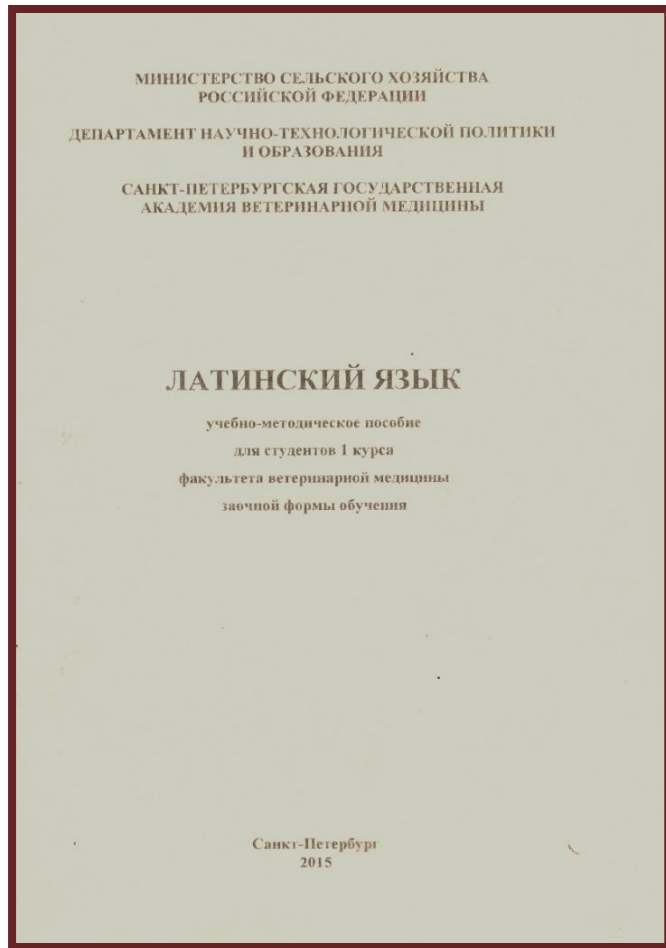 МИНИСТЕРСТВО СЕЛЬСКОГО ХОЗЯЙСТВА
РОССИЙСКОЙ ФЕДЕРАЦИИ
ДЕПАРТАМЕНТ НАУЧНО-ТЕХНОЛОГИЧЕСКОЙ ПОЛИТИКИ
И ОБРАЗОВАНИЯ
САНКТ-ПЕТЕРБУРГСКАЯ ГОСУДАРСТВЕННАЯ
АКАДЕМИЯ ВЕТЕРИНАРНОЙ МЕДИЦИНЫ
ЛАТИНСКИЙ ЯЗЫК
учебно-методическое пособие
для студентов 1 курса
факультета ветеринарной медицины
заочной формы обучения
Санкт-Петербург
2015